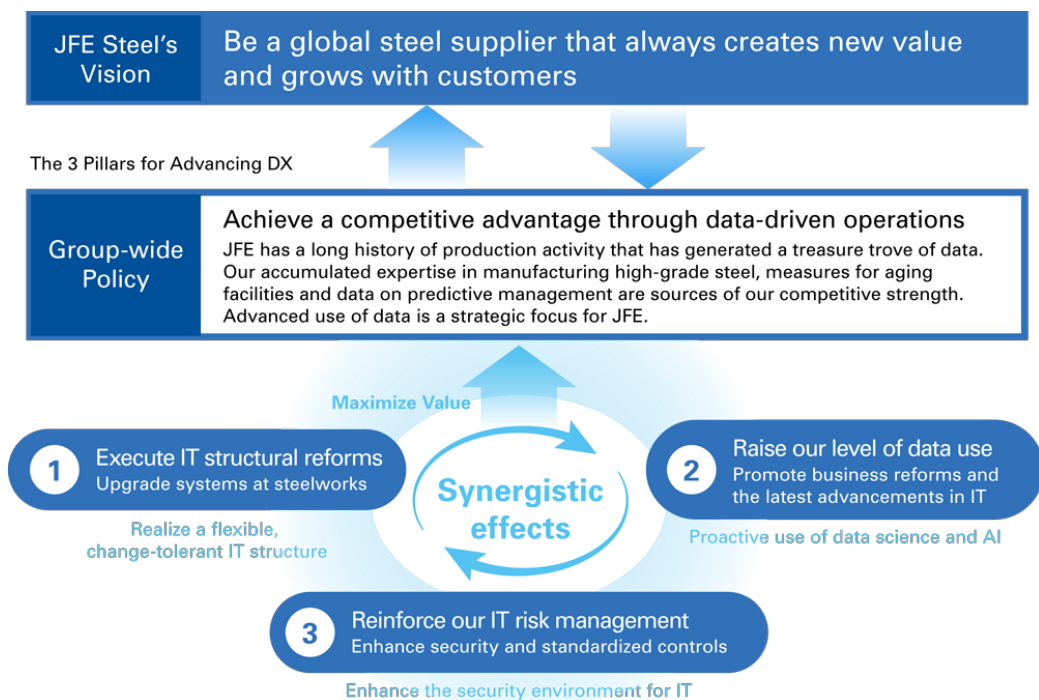 JFE Steel's
Vision
Be a global steel supplier that always creates new value
and grows with customers
The 3 Pillars for Advancing DX
Group-wide
Policy
Achieve a competitive advantage through data-driven operations
JFE has a long history of production activity that has generated a treasure trove of data.
Our accumulated expertise in manufacturing high-grade steel, measures for aging
facilities and data on predictive management are sources of our competitive strength.
Advanced use of data is a strategic focus for JFE.
Maximize Value
1
Execute IT structural reforms
Upgrade systems at steelworks
Realize a flexible,
change-tolerant IT structure
Synergistic
effects
2
Raise our level of data use
Promote business reforms and
the latest advancements in IT
Proactive use of data science and AI
3
Reinforce our IT risk management
Enhance security and standardized controls
Enhance the security environment for IT